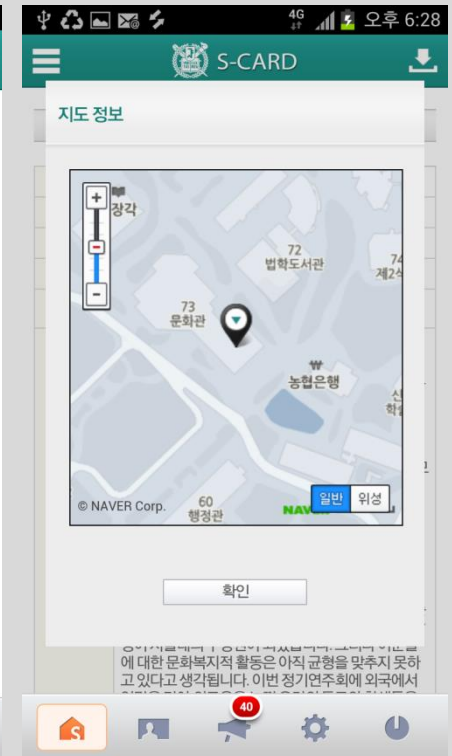 4G
오후 6:28
S-CARD
지도 정보
장각
72
법학도서관
74
73
문화관
농협은행
60
행정관
© NAVER Corp.
일반
위성
확인
에 대한 문화복지적 활동은 아직 균형을 맞추지 못하
고 있다고 생각됩니다. 이번 정기연주회에 외국에서
40